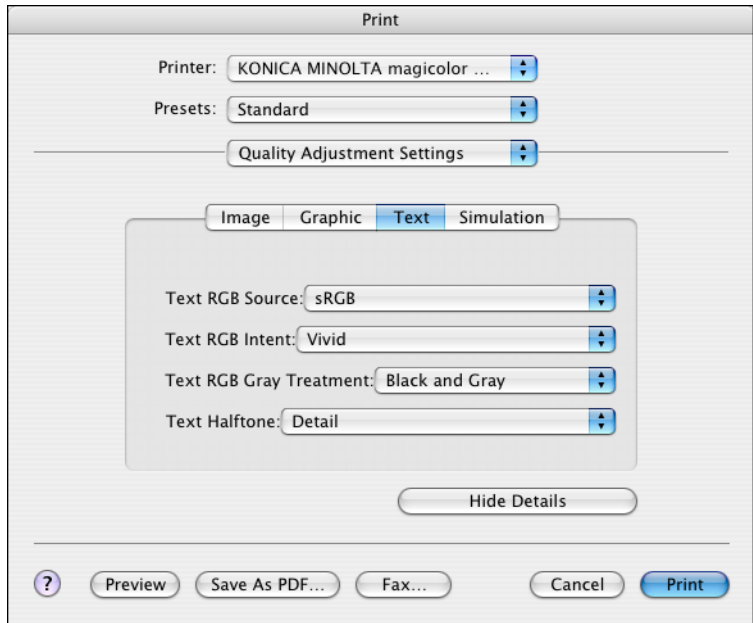 Print
Printer: KONICA MINOLTA magicolor ...
Presets: Standard
Quality Adjustment Settings
Image Graphic Text Simulation
Text RGB Source: sRGB
Text RGB Intent: Vivid
Text RGB Gray Treatment: Black and Gray
Text Halftone: Detail
Hide Details
? Preview Save As PDF... Fax... Cancel Print